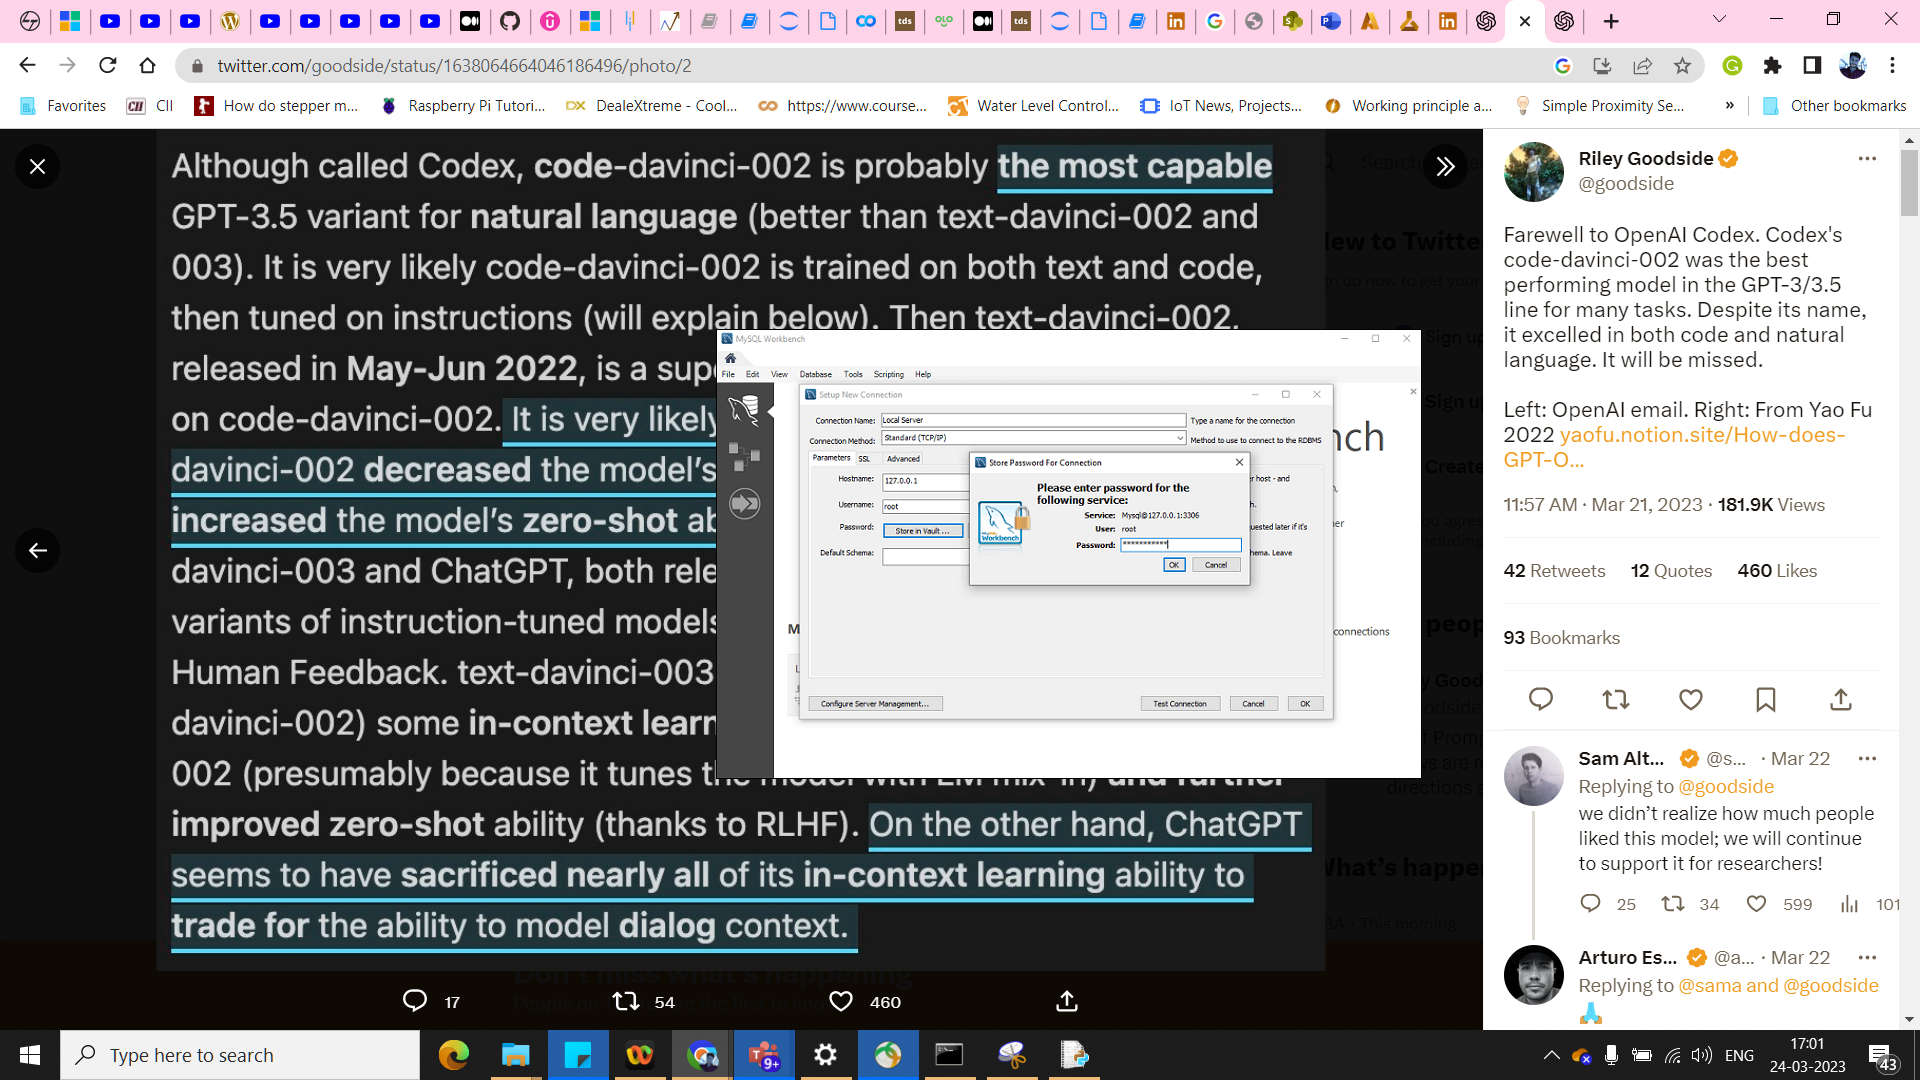 twitter.com/goodside/status/1638064664046186496/photo/2
Favorites
CII
How do stepper m...
Raspberry Pi Tutori...
DX
DealeXtreme - Cool...
https://www.course...
Water Level Control...
IoT News, Projects...
Working principle a...
Simple Proximity Se...
»
Other bookmarks
Although called Codex, code-davinci-002 is probably the most capable
GPT-3.5 variant for natural language (better than text-davinci-002 and
003). It is very likely code-davinci-002 is trained on both text and code,
then tuned on instructions (will explain below). Then text-davinci-002,
released in May-Jun 2022, is a sup
on code-davinci-002. It is very likely
davinci-002 decreased the model's
increased the model's zero-shot ab
davinci-003 and ChatGPT, both rele
variants of instruction-tuned models
Human Feedback. text-davinci-003
davinci-002) some in-context learn
002 (presumably because it tunes the model with LM mix-in) and further
improved zero-shot ability (thanks to RLHF). On the other hand, ChatGPT
seems to have sacrificed nearly all of its in-context learning ability to
trade for the ability to model dialog context.
MySQL Workbench
File Edit View Database Tools Scripting Help
Setup New Connection
Connection Name: Local Server Type a name for the connection
Connection Method: Standard (TCP/IP) Method to use to connect to the RDBMS
Parameters SSL Advanced
Hostname: 127.0.0.1
r host - and
Username: root
Password: Store in Vault ...
uested later if it's
Default Schema:
hema. Leave
nch
Store Password For Connection
Please enter password for the
following service:
Service: Mysql@127.0.0.1:3306
User: root
Password: ***********
OK Cancel
Workbench
connections
Configure Server Management... Test Connection Cancel OK
17
54
460
Riley Goodside
@goodside
Farewell to OpenAI Codex. Codex's
code-davinci-002 was the best
performing model in the GPT-3/3.5
line for many tasks. Despite its name,
it excelled in both code and natural
language. It will be missed.
Left: OpenAI email. Right: From Yao Fu
2022 yaofu.notion.site/How-does-
GPT-O...
11:57 AM · Mar 21, 2023 · 181.9K Views
42 Retweets 12 Quotes 460 Likes
93 Bookmarks
Sam Alt... @s... · Mar 22
Replying to @goodside
we didn't realize how much people
liked this model; we will continue
to support it for researchers!
25 34 599 101
Arturo Es... @a... · Mar 22
Replying to @sama and @goodside
Type here to search
9+
ENG
17:01
24-03-2023
43